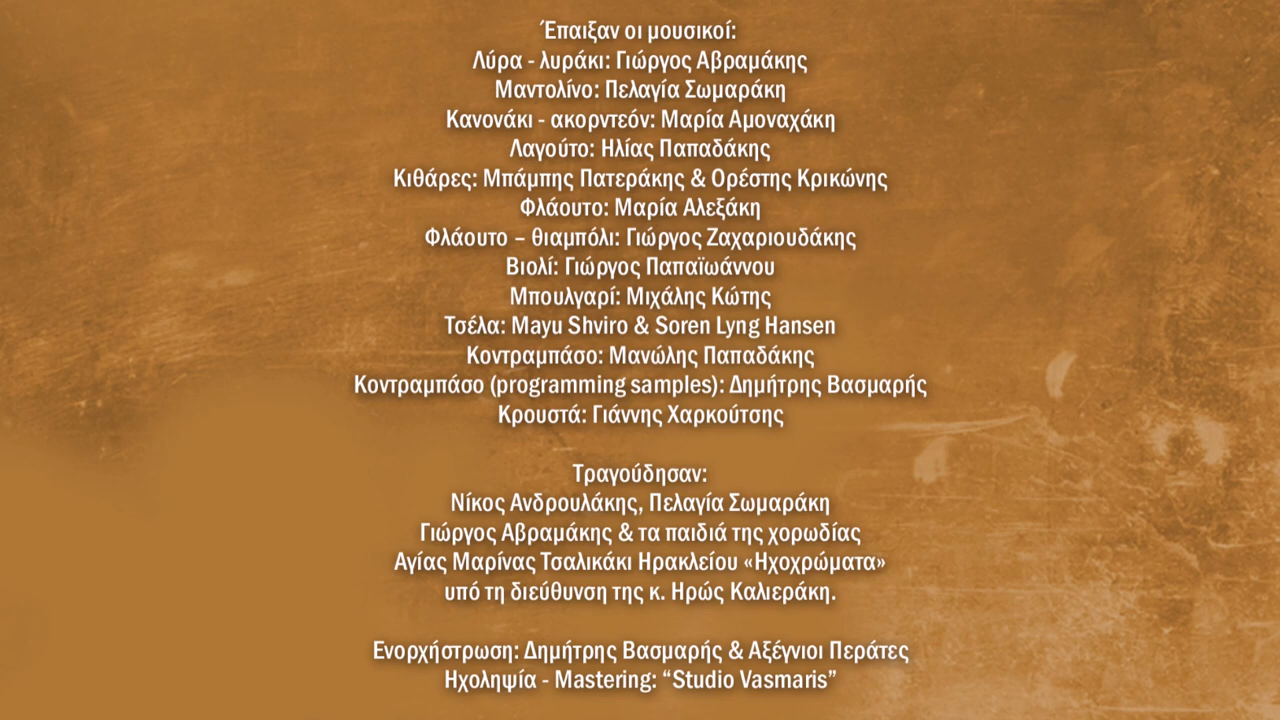 Έπαιξαν οι μουσικοί:
Λύρα - λυράκι: Γιώργος Αβραμάκης
Μαντολίνο: Πελαγία Σωμαράκη
Κανονάκι - ακορντεόν: Μαρία Αμοναχάκη
Λαγούτο: Ηλίας Παπαδάκης
Κιθάρες: Μπάμπης Πατεράκης & Ορέστης Κρικώνης
Φλάουτο: Μαρία Αλεξάκη
Φλάουτο – θιαμπόλι: Γιώργος Ζαχαριουδάκης
Βιολί: Γιώργος Παπαϊωάννου
Μπουλγαρί: Μιχάλης Κώτης
Τσέλα: Mayu Shviro & Soren Lyng Hansen
Κοντραμπάσο: Μανώλης Παπαδάκης
Κοντραμπάσο (programming samples): Δημήτρης Βασμαρής
Κρουστά: Γιάννης Χαρκούτσης
Τραγούδησαν:
Νίκος Ανδρουλάκης, Πελαγία Σωμαράκη
Γιώργος Αβραμάκης & τα παιδιά της χορωδίας
Αγίας Μαρίνας Τσαλικάκι Ηρακλείου «Ηχοχρώματα»
υπό τη διεύθυνση της κ. Ηρώς Καλιεράκη.
Ενορχήστρωση: Δημήτρης Βασμαρής & Αξέγνιοι Περάτες
Ηχοληψία - Mastering: “Studio Vasmaris”